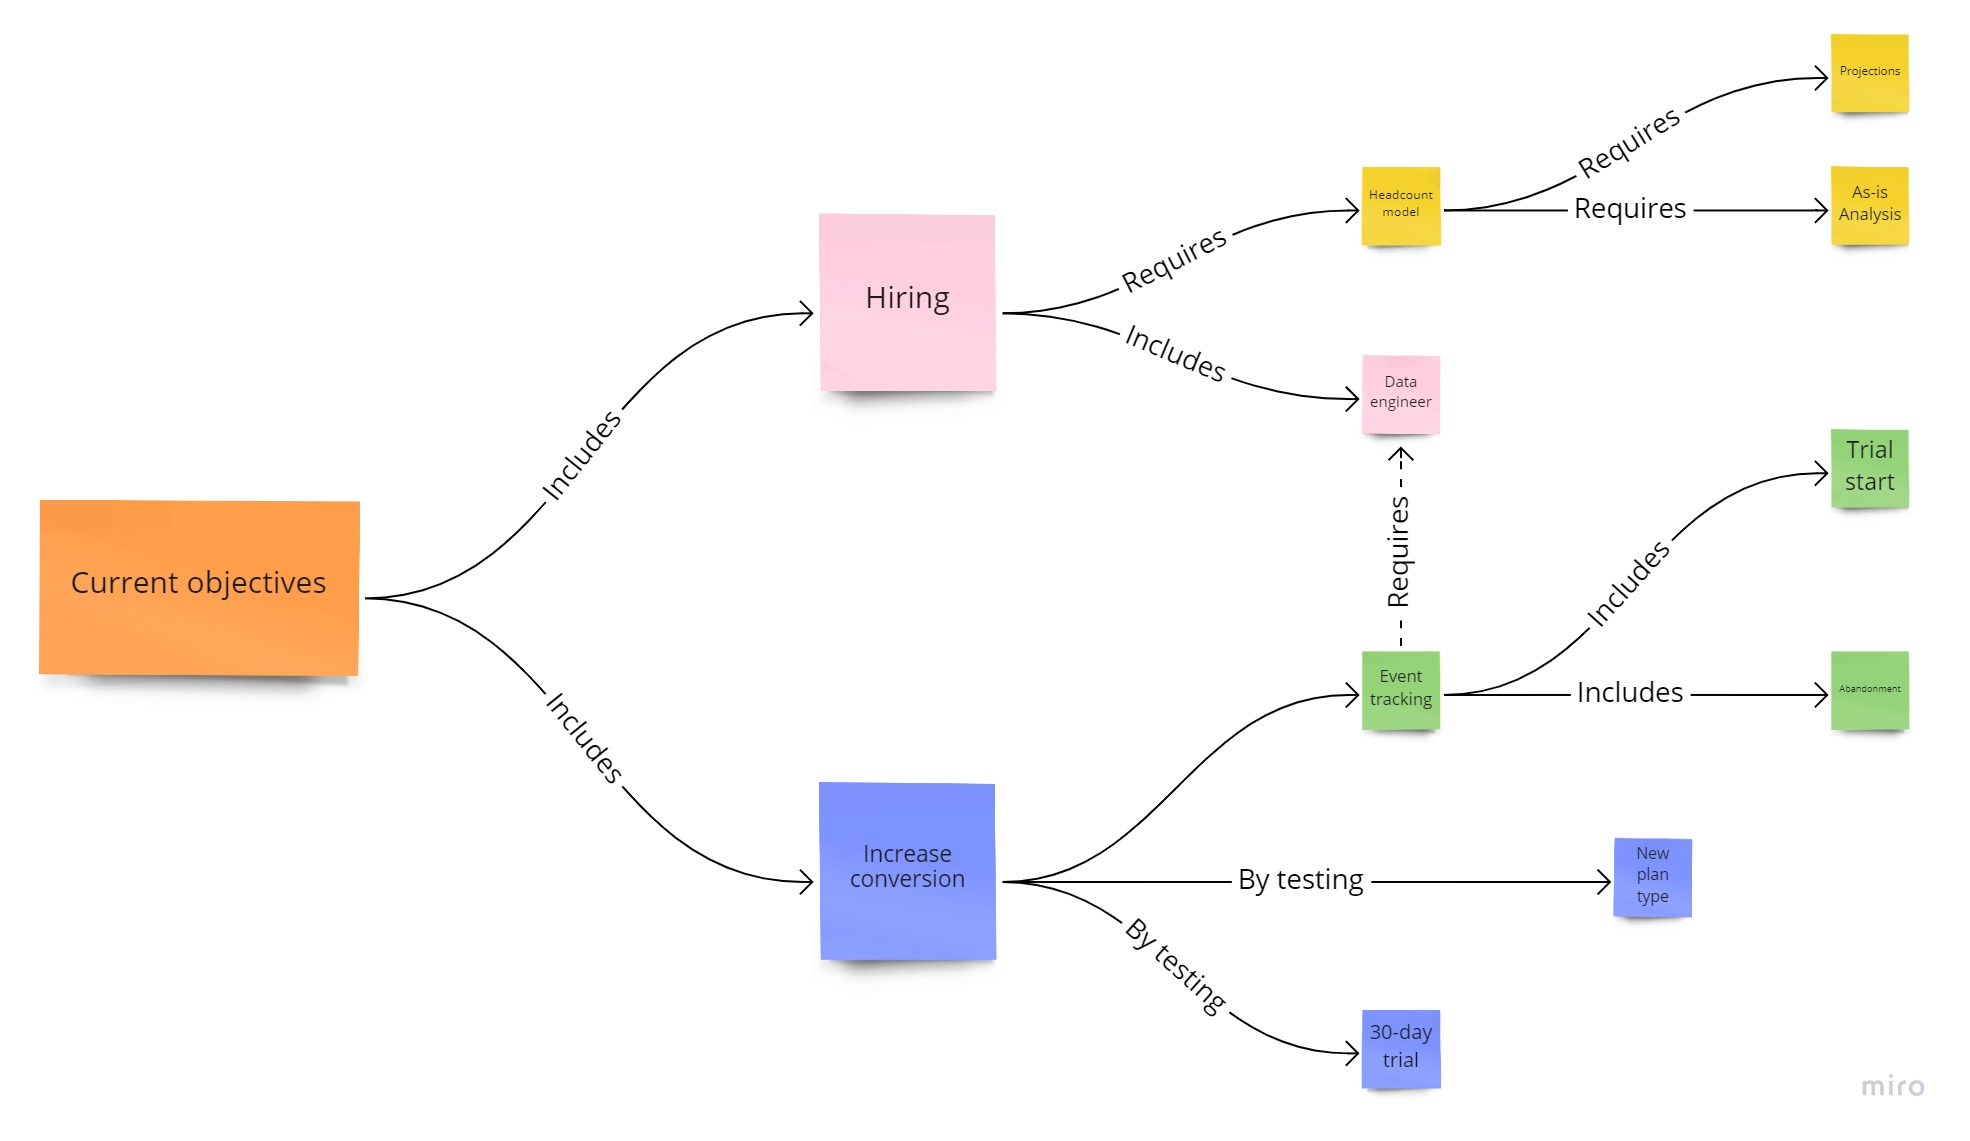 Projections
Requires
Headcount
model
Requires
As-is
Analysis
Requires
Hiring
Includes
Data
engineer
Includes
Trial
start
Requires
Includes
Current objectives
Event
tracking
Includes
Abandonment
Includes
Increase
conversion
By testing
New
plan
type
By testing
30-day
trial
miro